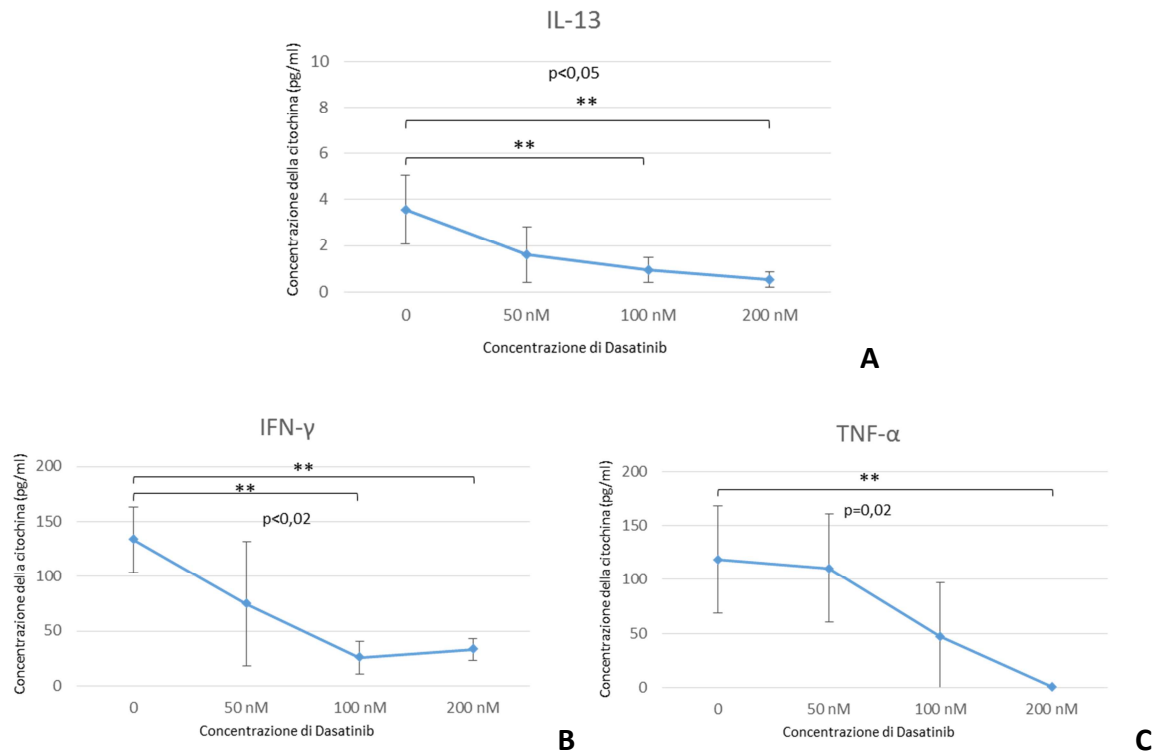 IL-13
Concentrazione della citochina (pg/ml)
10
8
6
4
2
0
p<0,05
**
**
0 50 nM 100 nM 200 nM
Concentrazione di Dasatinib
A
IFN-γ
Concentrazione della citochina (pg/ml)
200
150
100
50
0
**
**
p<0,02
0 50 nM 100 nM 200 nM
Concentrazione di Dasatinib
B
TNF-α
Concentrazione della citochina (pg/ml)
200
150
100
50
0
**
p=0,02
0 50 nM 100 nM 200 nM
Concentrazione di Dasatinib
C